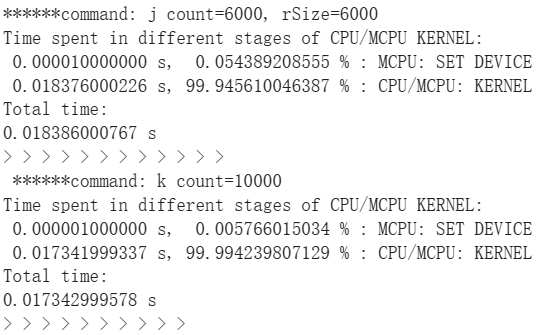 ******command: j count=6000, rSize=6000
Time spent in different stages of CPU/MCPU KERNEL:
0.000010000000 s, 0.054389208555 % : MCPU: SET DEVICE
0.018376000226 s, 99.945610046387 % : CPU/MCPU: KERNEL
Total time:
0.018386000767 s
> > > > > > > > > > > >
******command: k count=10000
Time spent in different stages of CPU/MCPU KERNEL:
0.000001000000 s, 0.005766015034 % : MCPU: SET DEVICE
0.017341999337 s, 99.994239807129 % : CPU/MCPU: KERNEL
Total time:
0.017342999578 s
> > > > > > > > > >